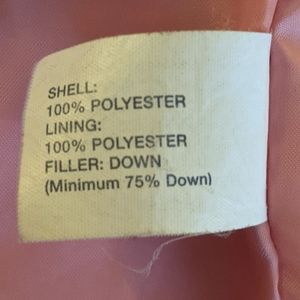 SHELL:
100% POLYESTER
LINING:
100% POLYESTER
FILLER: DOWN
(Minimum 75% Down)